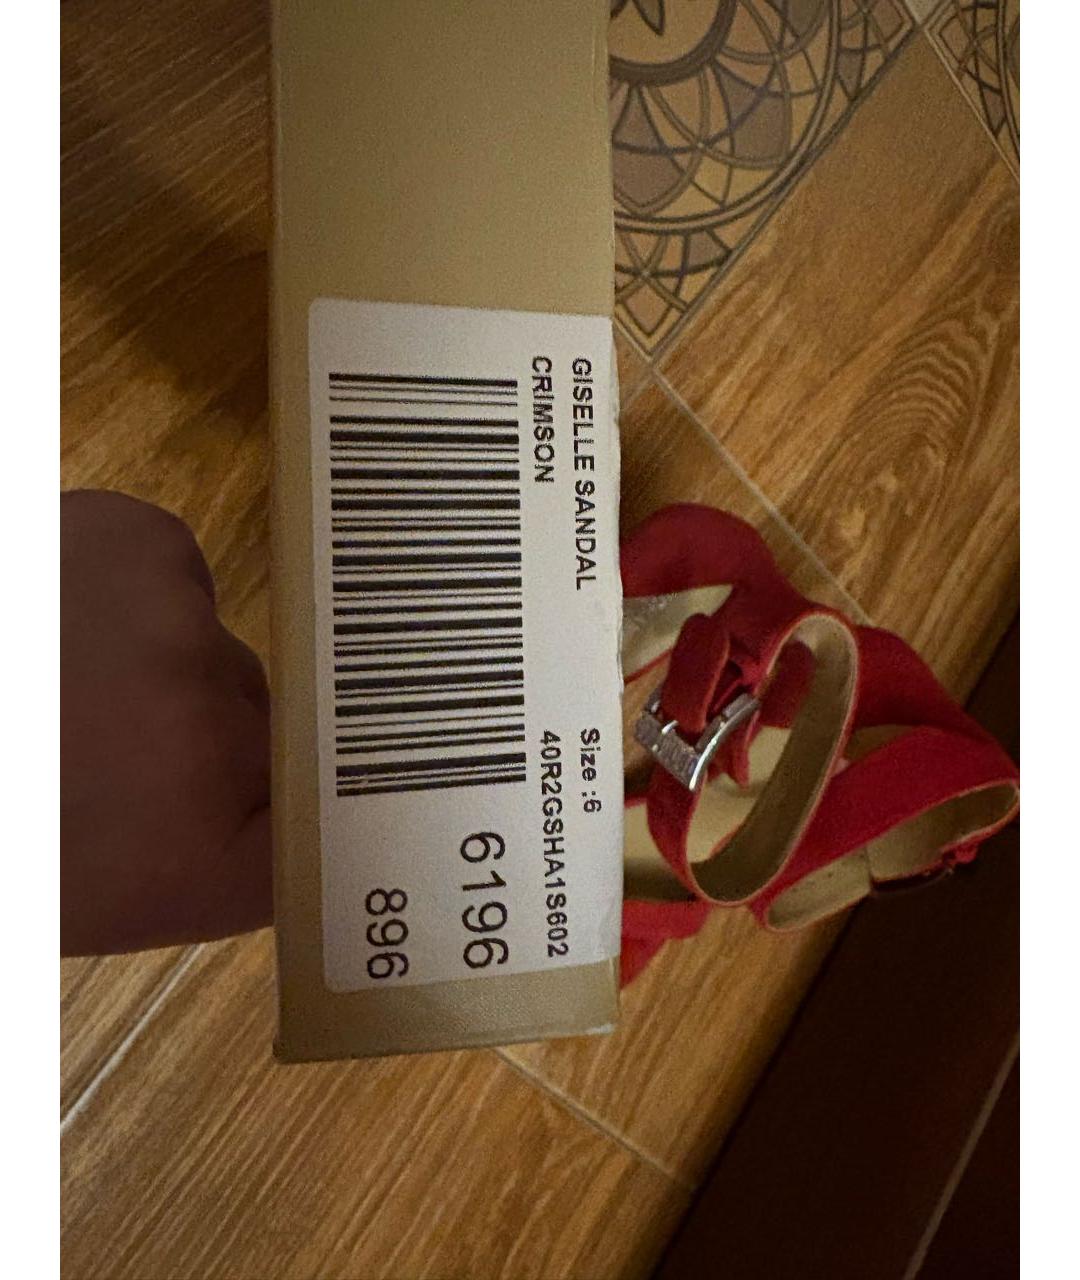 GISELLE SANDAL Size :6
CRIMSON 40R2GSHA1S602
6196
896